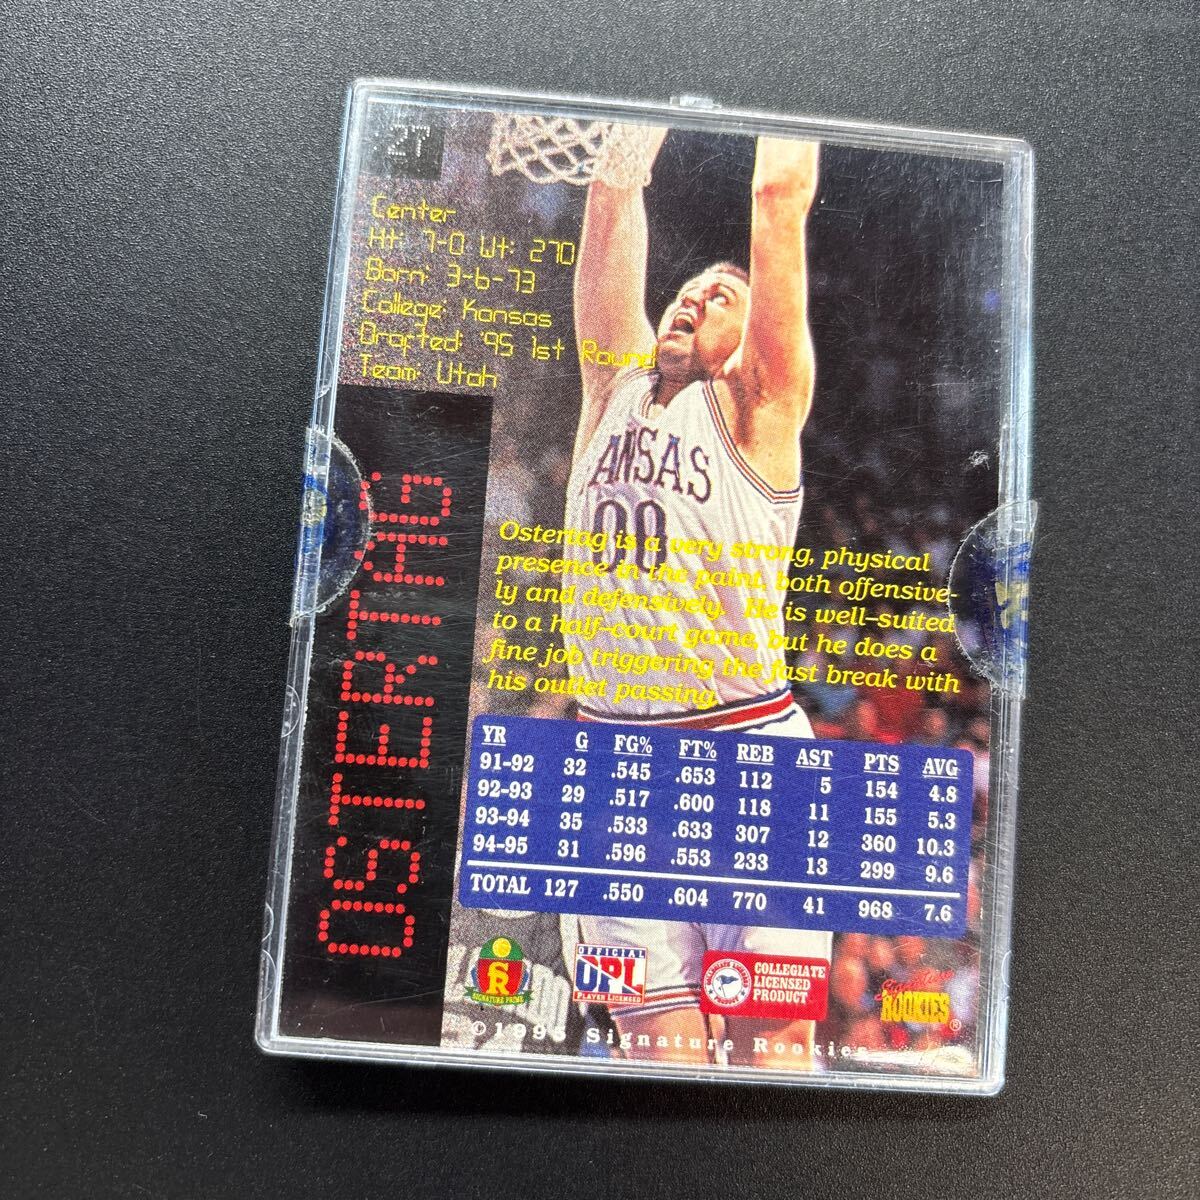 27
Center
Ht: 7-0 Wt: 270
Born: 3-6-73
College: Kansas
Drafted: '95 1st Round
Team: Utah
OSTERTAG
ANSAS
00
Ostertag is a very strong, physical
presence in the paint, both offensive-
ly and defensively. He is well-suited
to a half-court game, but he does a
fine job triggering the fast break with
his outlet passing.
YR G FG% FT% REB AST PTS AVG
91-92 32 .545 .653 112 5 154 4.8
92-93 29 .517 .600 118 11 155 5.3
93-94 35 .533 .633 307 12 360 10.3
94-95 31 .596 .553 233 13 299 9.6
TOTAL 127 .550 .604 770 41 968 7.6
SR
SIGNATURE PRIME
OFFICIAL
OPL
PLAYER LICENSED
COLLEGIATE
LICENSED
PRODUCT
Signature
ROOKIES
®
©1995 Signature Rookies